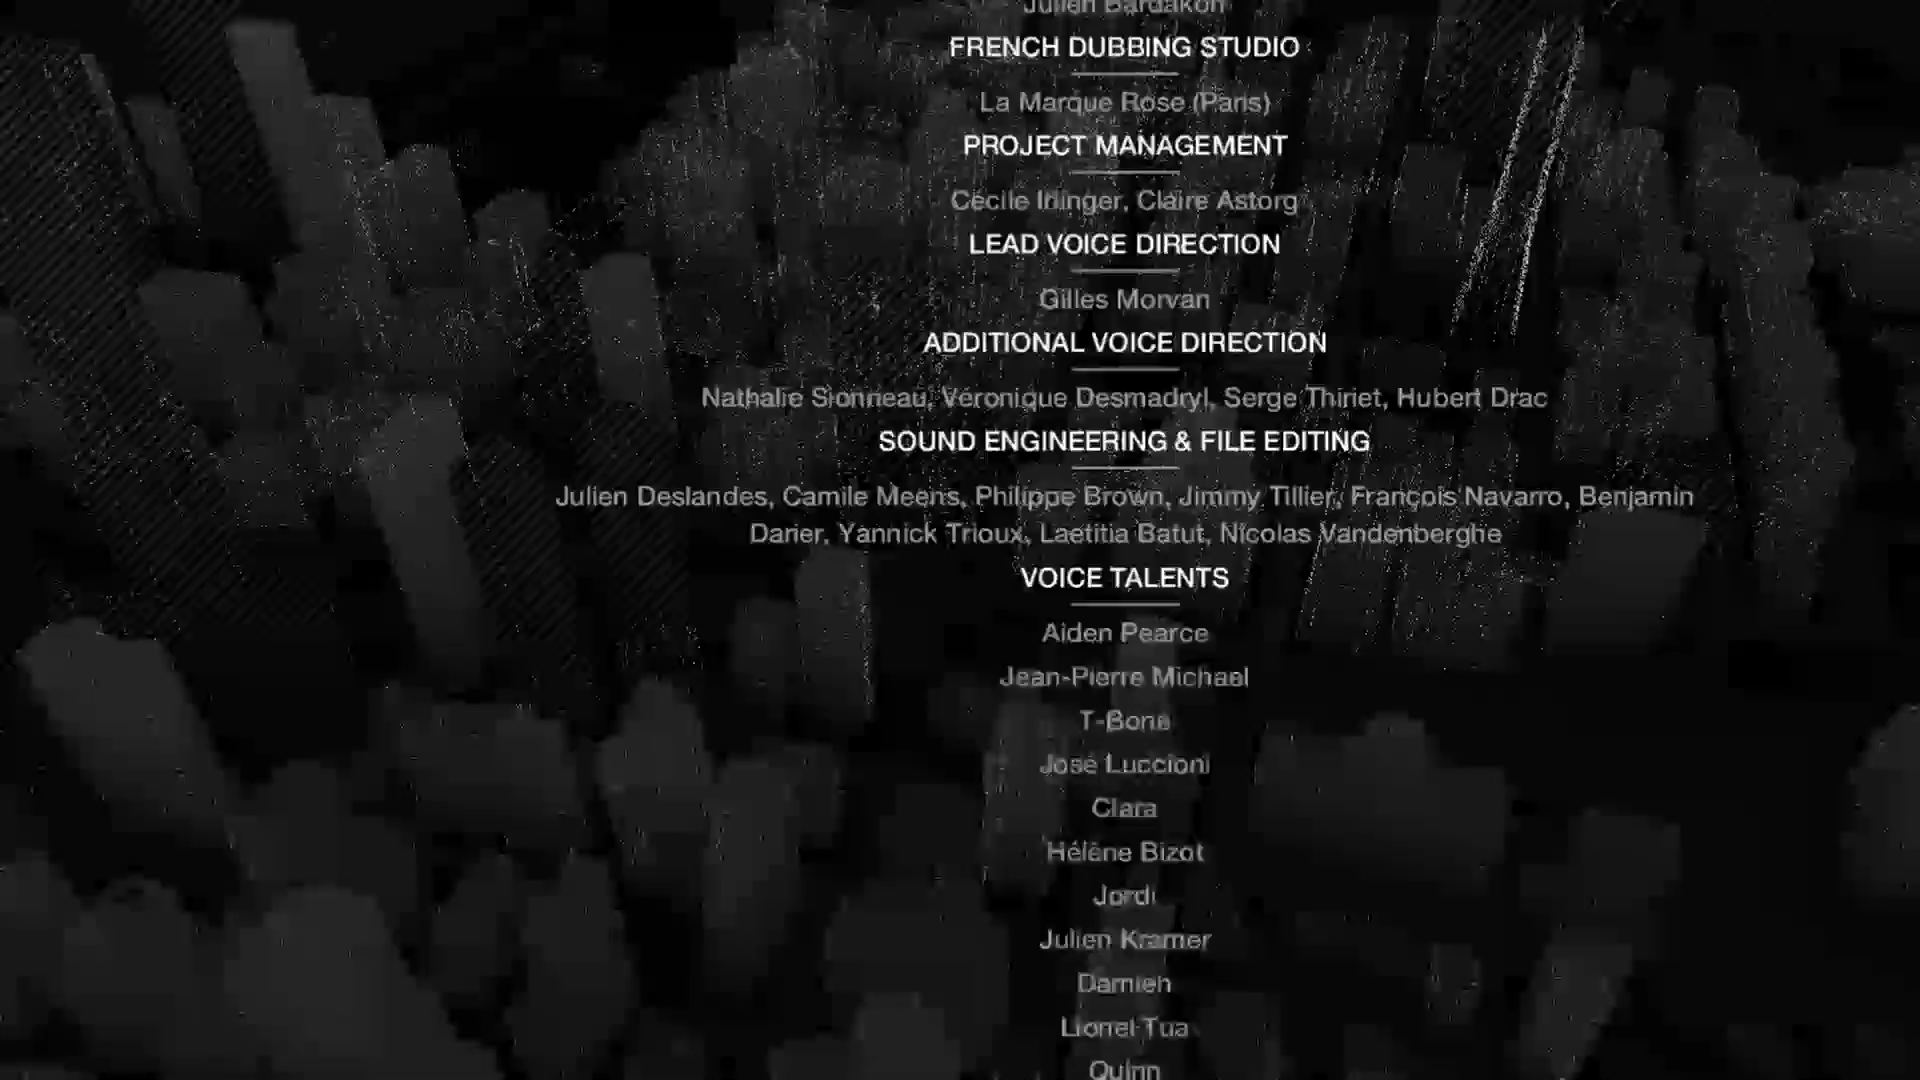 Julien Bardakoff
FRENCH DUBBING STUDIO
La Marque Rose (Paris)
PROJECT MANAGEMENT
Cécile Irlinger, Claire Astorg
LEAD VOICE DIRECTION
Gilles Morvan
ADDITIONAL VOICE DIRECTION
Nathalie Sionneau, Véronique Desmadryl, Serge Thiriet, Hubert Drac
SOUND ENGINEERING & FILE EDITING
Julien Deslandes, Camile Meens, Philippe Brown, Jimmy Tillier, François Navarro, Benjamin
Darier, Yannick Trioux, Laetitia Batut, Nicolas Vandenberghe
VOICE TALENTS
Aiden Pearce
Jean-Pierre Michael
T-Bone
José Luccioni
Clara
Hélène Bizot
Jordi
Julien Kramer
Damien
Lionel Tua
Quinn